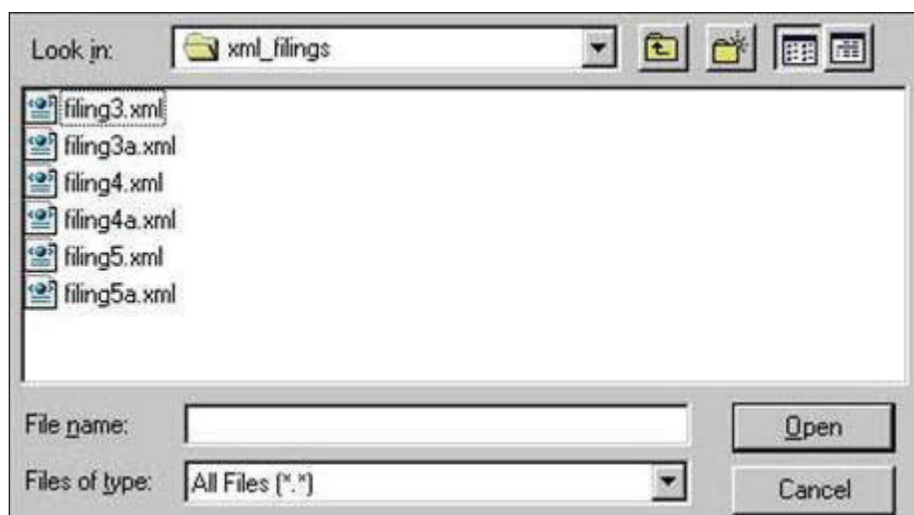 Look in:
xml_filings
filing3.xml
filing3a.xml
filing4.xml
filing4a.xml
filing5.xml
filing5a.xml
File name:
Open
Files of type:
All Files (*.*)
Cancel